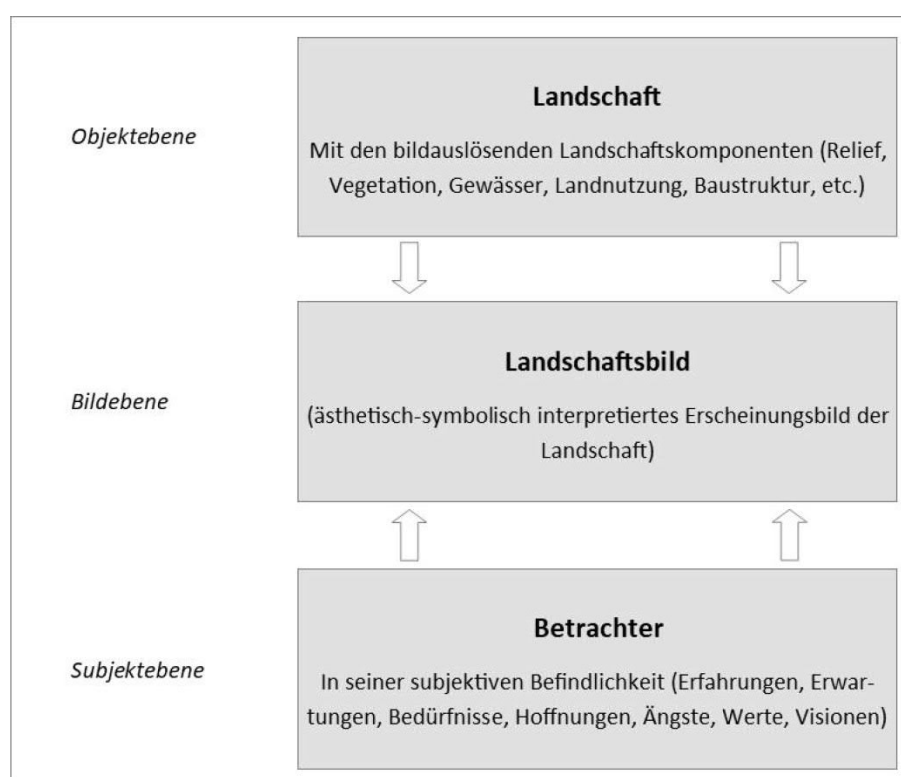 Objektebene
Landschaft
Mit den bildauslösenden Landschaftskomponenten (Relief,
Vegetation, Gewässer, Landnutzung, Baustruktur, etc.)
Bildebene
Landschaftsbild
(ästhetisch-symbolisch interpretiertes Erscheinungsbild der
Landschaft)
Subjektebene
Betrachter
In seiner subjektiven Befindlichkeit (Erfahrungen, Erwar-
tungen, Bedürfnisse, Hoffnungen, Ängste, Werte, Visionen)